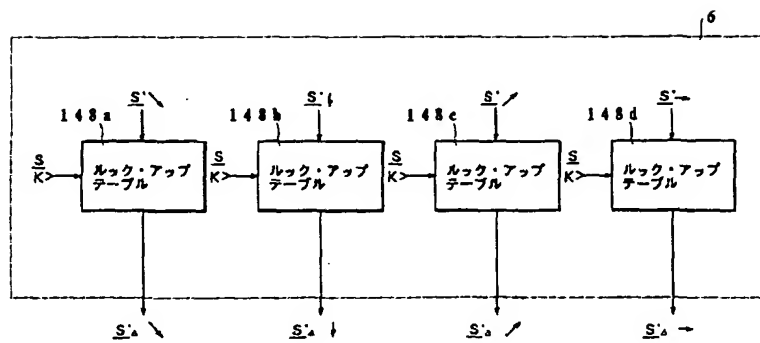 6
S' ↘ S' ↓ S' ↗ S' →
148a 148b 148c 148d
S S S S
K> K> K> K>
ルック・アップ ルック・アップ ルック・アップ ルック・アップ
テーブル テーブル テーブル テーブル
S'Δ ↘ S'Δ ↓ S'Δ ↗ S'Δ →